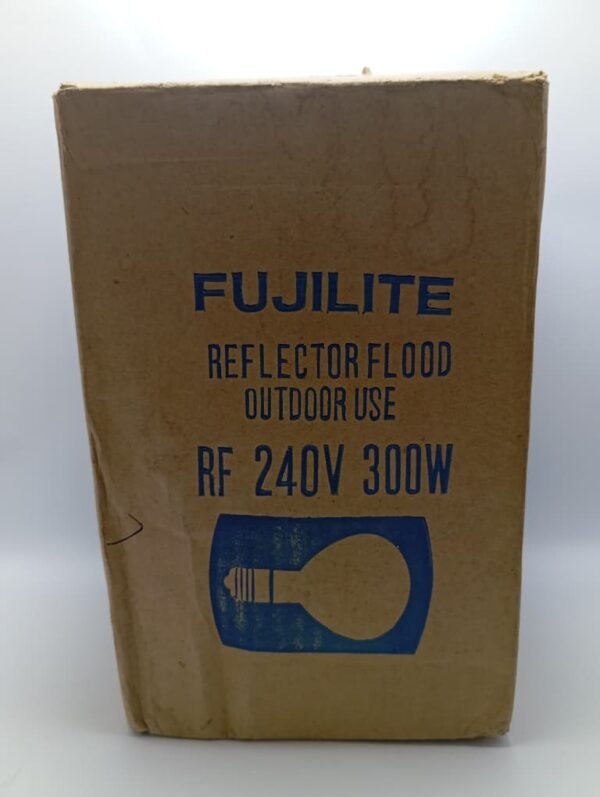 FUJILITE
REFLECTOR FLOOD
OUTDOOR USE
RF 240V 300W